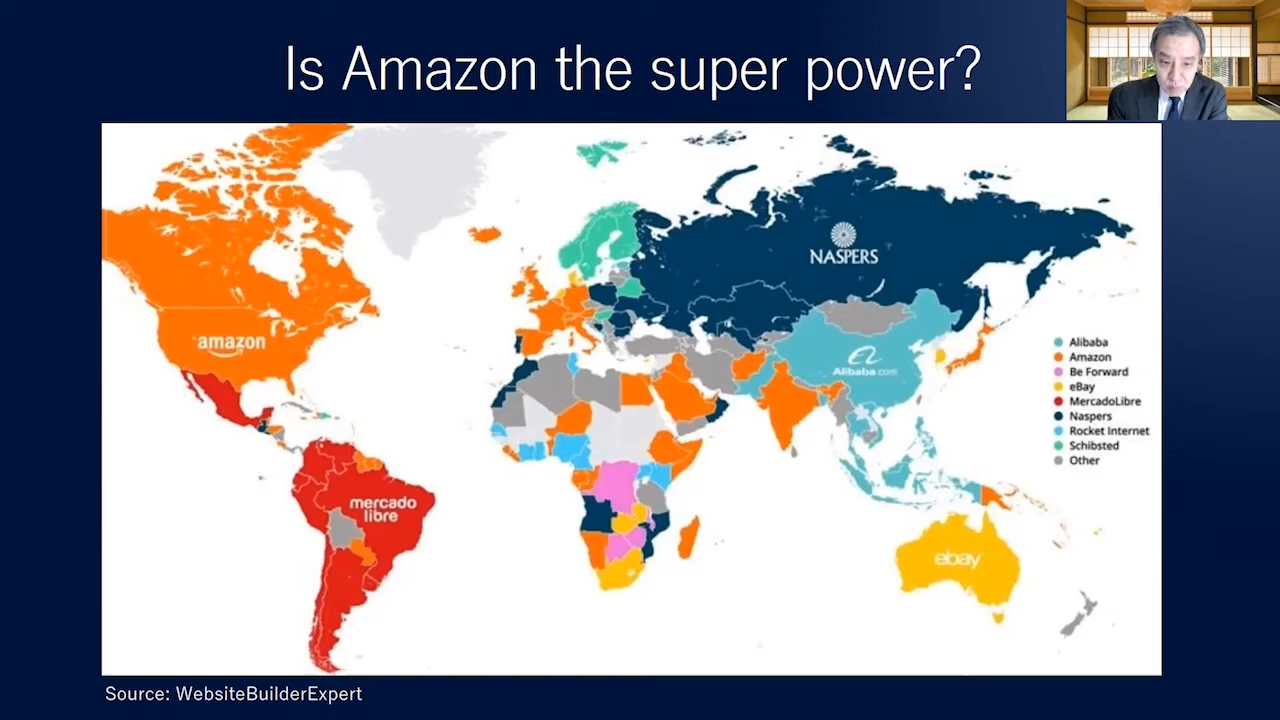 Is Amazon the super power?
NASPERS
amazon
Alibaba.com
mercado
libre
ebay
Alibaba
Amazon
Be Forward
eBay
MercadoLibre
Naspers
Rocket Internet
Schibsted
Other
Source: WebsiteBuilderExpert